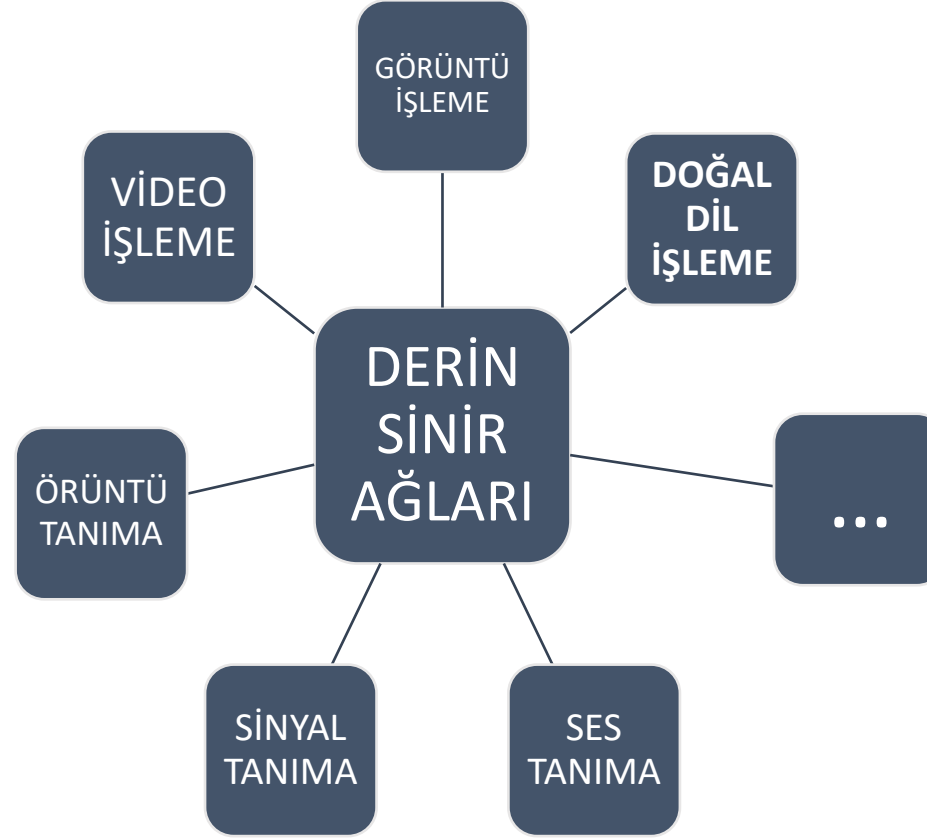 GÖRÜNTÜ
İŞLEME
VİDEO
İŞLEME
DOĞAL
DİL
İŞLEME
DERİN
SİNİR
AĞLARI
ÖRÜNTÜ
TANIMA
...
SİNYAL
TANIMA
SES
TANIMA